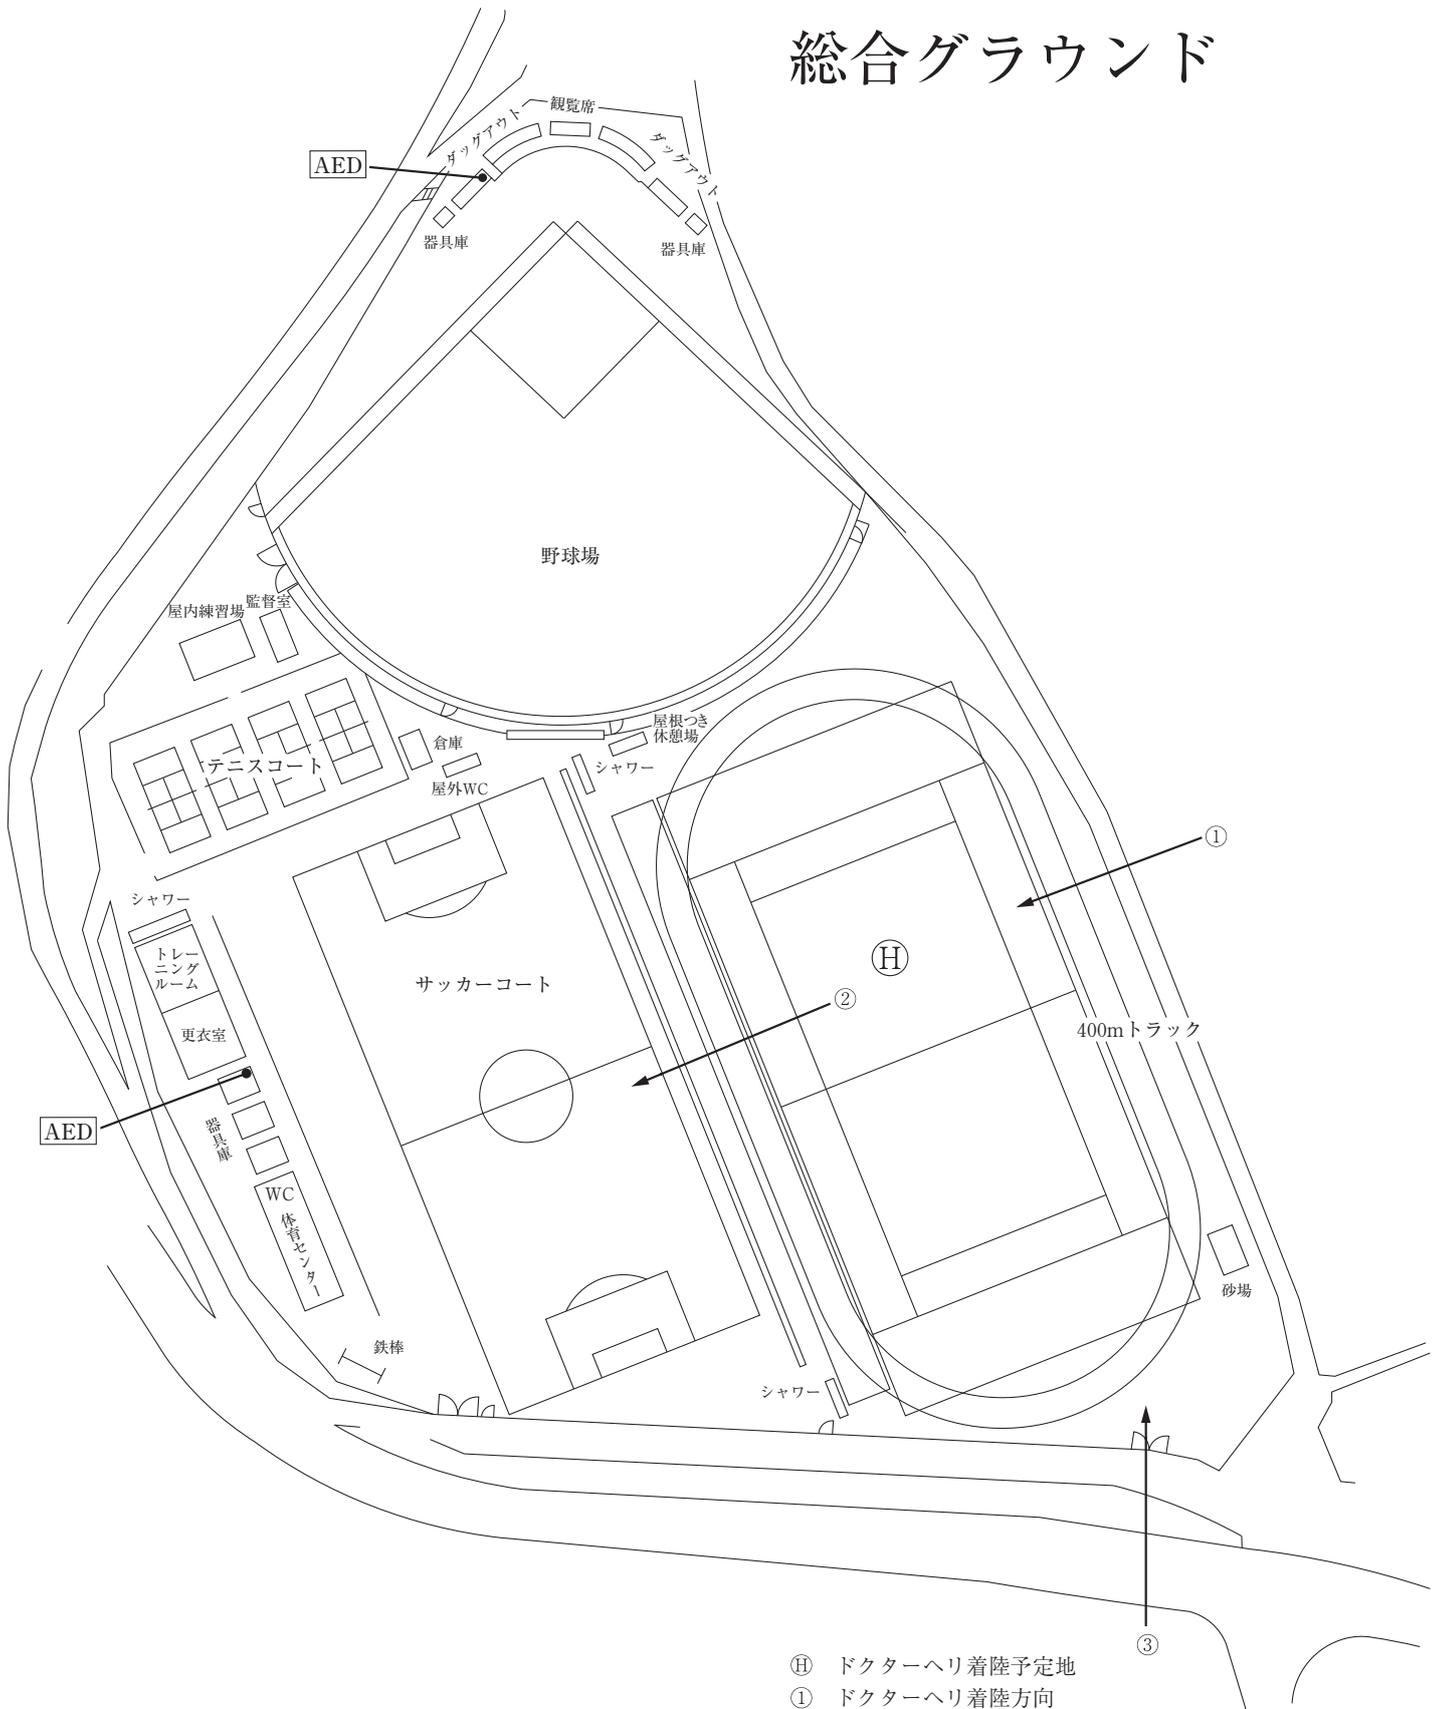 総合グラウンド
観覧席
ダッグアウト
ダッグアウト
AED
器具庫
器具庫
野球場
監督室
屋内練習場
屋根つき
休憩場
倉庫
シャワー
テニスコート
屋外WC
①
シャワー
トレー
ニング
ルーム
Ⓗ
サッカーコート
②
更衣室
400mトラック
AED
器具庫
WC
体育センター
砂場
鉄棒
シャワー
③
Ⓗ ドクターヘリ着陸予定地
① ドクターヘリ着陸方向